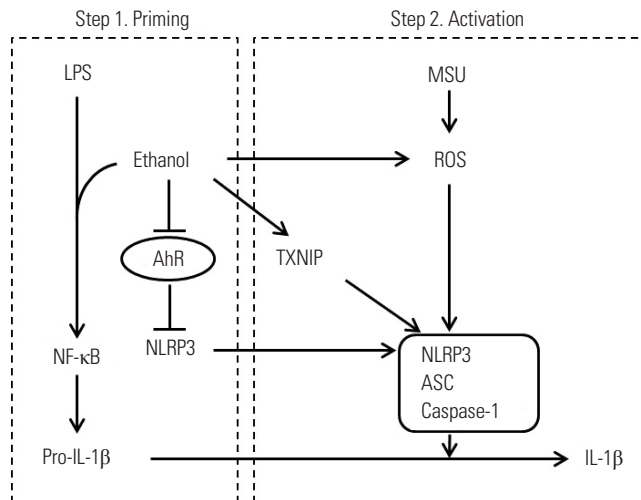 Step 1. Priming
Step 2. Activation
LPS
MSU
Ethanol
ROS
AhR
TXNIP
NF-κB
NLRP3
NLRP3
ASC
Caspase-1
Pro-IL-1β
IL-1β